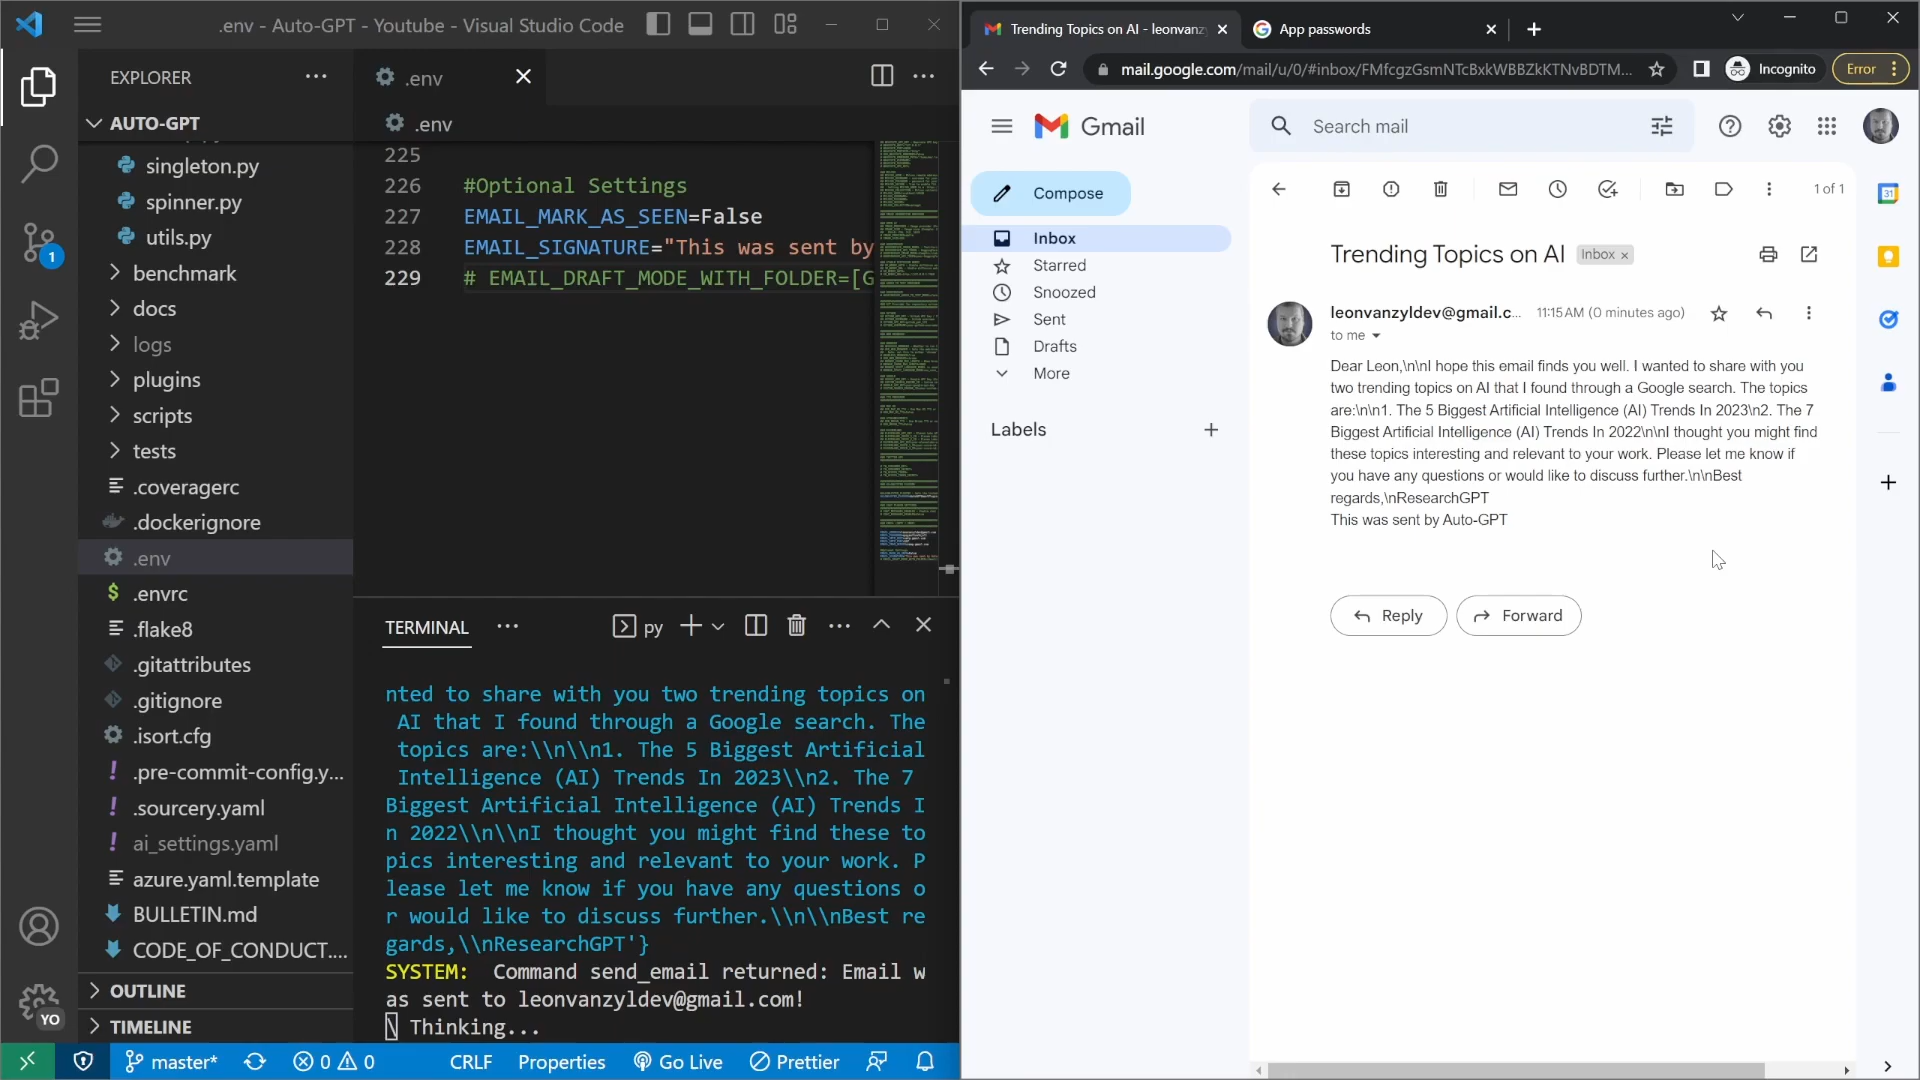 .env - Auto-GPT - Youtube - Visual Studio Code
EXPLORER
AUTO-GPT
singleton.py
spinner.py
utils.py
benchmark
docs
logs
plugins
scripts
tests
.coveragerc
.dockerignore
.env
.envrc
.flake8
.gitattributes
.gitignore
.isort.cfg
.pre-commit-config.y...
.sourcery.yaml
ai_settings.yaml
azure.yaml.template
BULLETIN.md
CODE_OF_CONDUCT....
OUTLINE
TIMELINE
1
YO
.env
.env
225
226 #Optional Settings
227 EMAIL_MARK_AS_SEEN=False
228 EMAIL_SIGNATURE="This was sent by
229 # EMAIL_DRAFT_MODE_WITH_FOLDER=[G
TERMINAL
py
nted to share with you two trending topics on
AI that I found through a Google search. The
topics are:\\n\\n1. The 5 Biggest Artificial
Intelligence (AI) Trends In 2023\\n2. The 7
Biggest Artificial Intelligence (AI) Trends I
n 2022\\n\\nI thought you might find these to
pics interesting and relevant to your work. P
lease let me know if you have any questions o
r would like to discuss further.\\n\\nBest re
gards,\\nResearchGPT'}
SYSTEM: Command send_email returned: Email w
as sent to leonvanzyldev@gmail.com!
\ Thinking...
master*
0
0
CRLF
Properties
Go Live
Prettier
Trending Topics on AI - leonvanz
App passwords
mail.google.com/mail/u/0/#inbox/FMfcgzGsmNTcBxkWBBZkKTNvBDTM...
Incognito
Error
Gmail
Search mail
Compose
Inbox
Starred
Snoozed
Sent
Drafts
More
Labels
1 of 1
31
Trending Topics on AI
Inbox ×
leonvanzyldev@gmail.c...
11:15 AM (0 minutes ago)
to me
Dear Leon,\n\nI hope this email finds you well. I wanted to share with you
two trending topics on AI that I found through a Google search. The topics
are:\n\n1. The 5 Biggest Artificial Intelligence (AI) Trends In 2023\n2. The 7
Biggest Artificial Intelligence (AI) Trends In 2022\n\nI thought you might find
these topics interesting and relevant to your work. Please let me know if
you have any questions or would like to discuss further.\n\nBest
regards,\nResearchGPT
This was sent by Auto-GPT
Reply
Forward